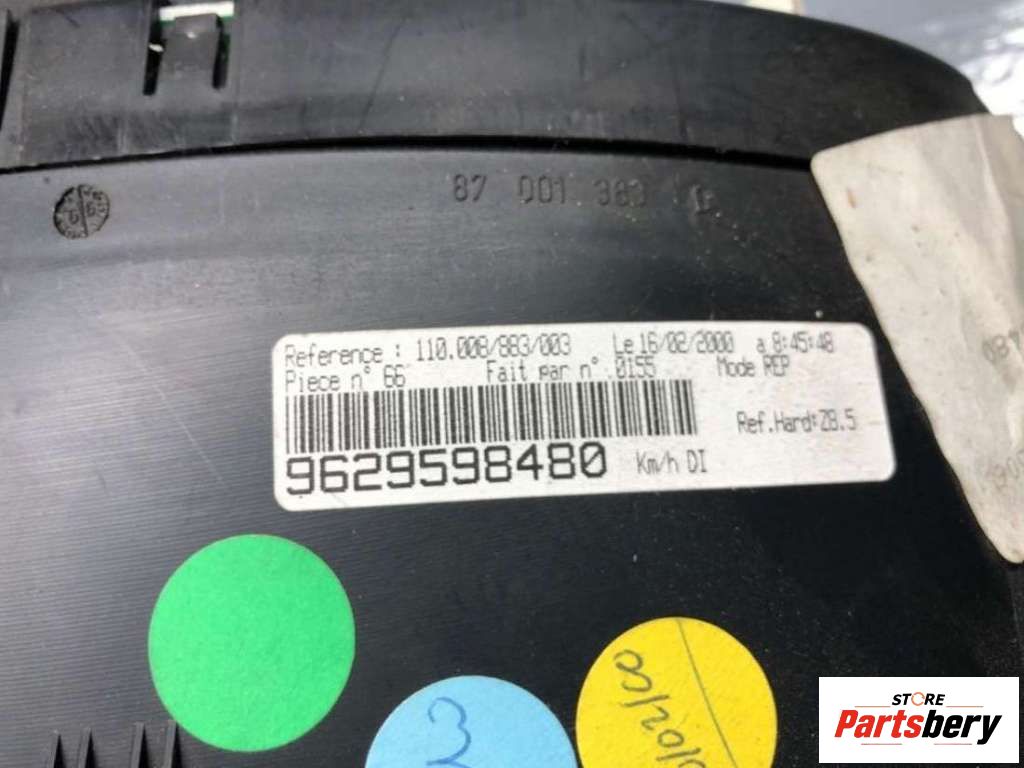 87 001 383
Reference : 110.008/883/003 Le 16/02/2000 a 8:45:48
Piece n° 66 Fait par n° .0155 Mode REP
Ref.Hard:Z8.5
9629598480 Km/h DI
3
STORE
Partsbery